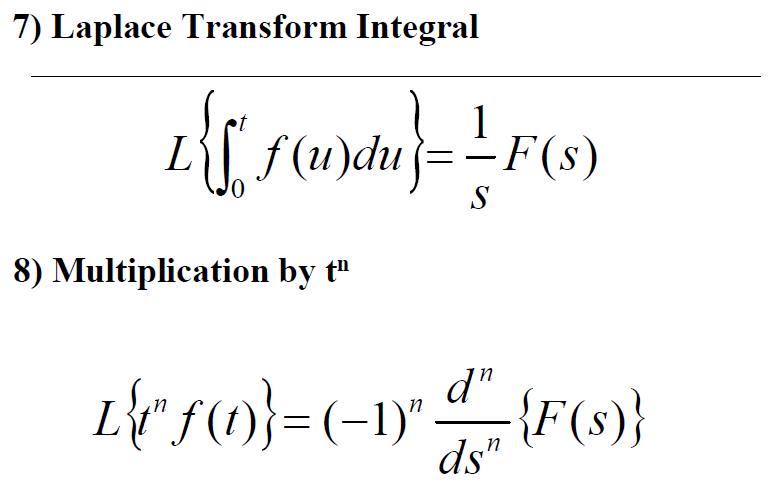 7) Laplace Transform Integral
L{∫₀ᵗ f(u)du} = 1/s F(s)
8) Multiplication by tⁿ
L{tⁿ f(t)} = (−1)ⁿ dⁿ/dsⁿ {F(s)}